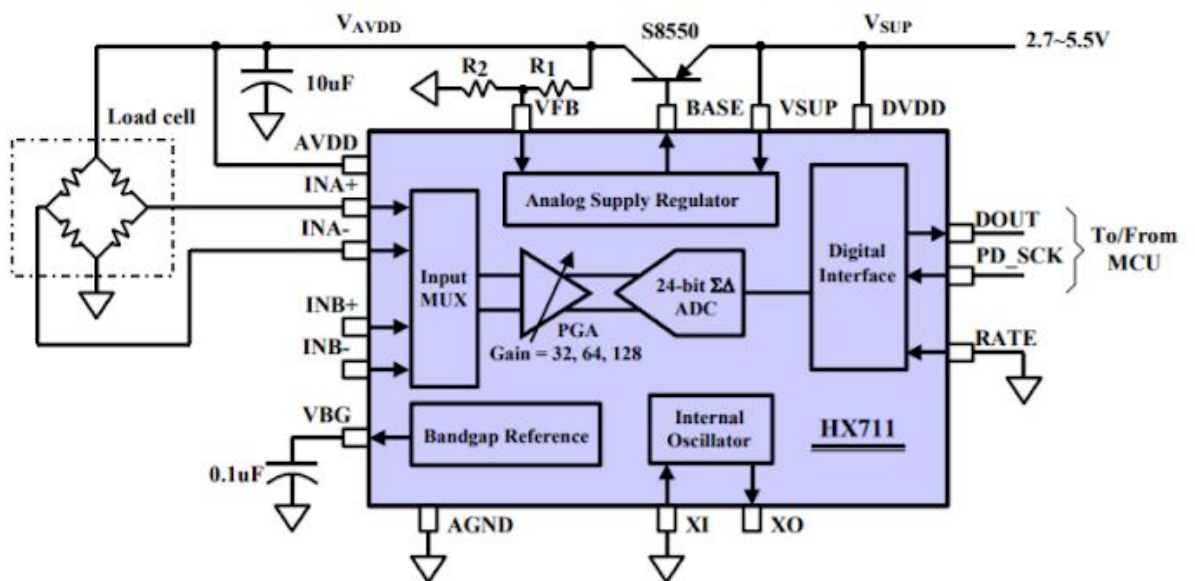 V_AVDD
S8550
V_SUP
2.7~5.5V
10uF
R2
R1
VFB
BASE
VSUP
DVDD
Load cell
AVDD
INA+
INA-
INB+
INB-
VBG
0.1uF
Analog Supply Regulator
Input
MUX
PGA
Gain = 32, 64, 128
24-bit ΣΔ
ADC
Digital
Interface
DOUT
PD_SCK
To/From
MCU
RATE
Bandgap Reference
Internal
Oscillator
HX711
AGND
XI
XO